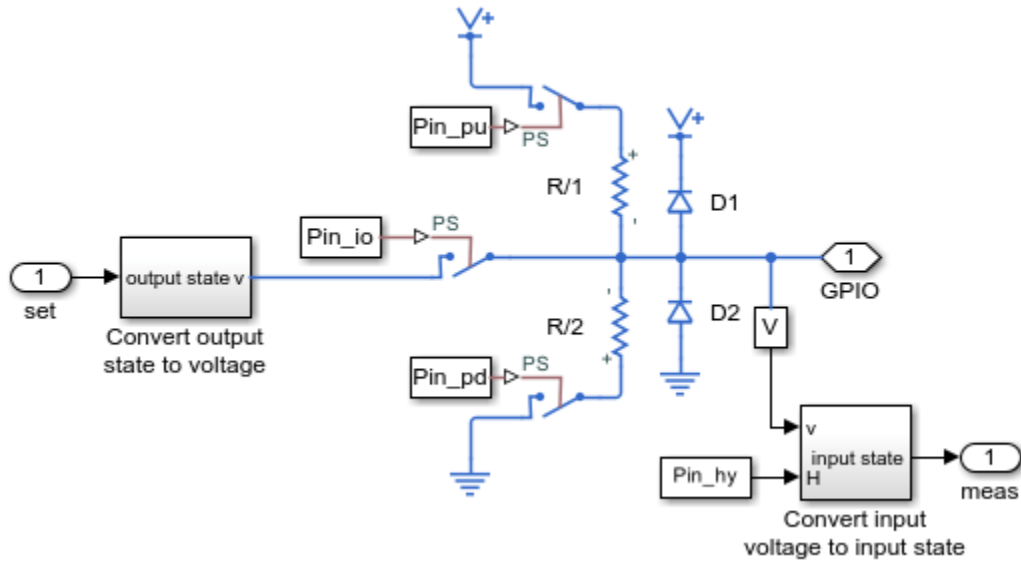 V+
Pin_pu
PS
V+
R/1
+
-
D1
Pin_io
PS
1
set
output state v
Convert output
state to voltage
1
GPIO
-
R/2
+
D2
V
Pin_pd
PS
v
input state
H
Pin_hy
1
meas
Convert input
voltage to input state